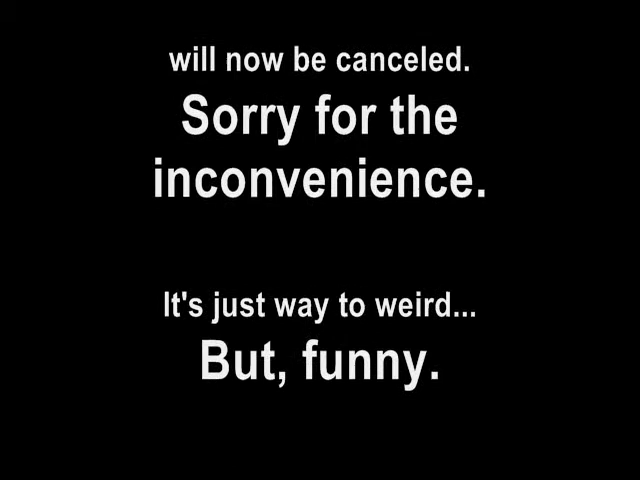 will now be canceled.
Sorry for the
inconvenience.
It's just way to weird...
But, funny.